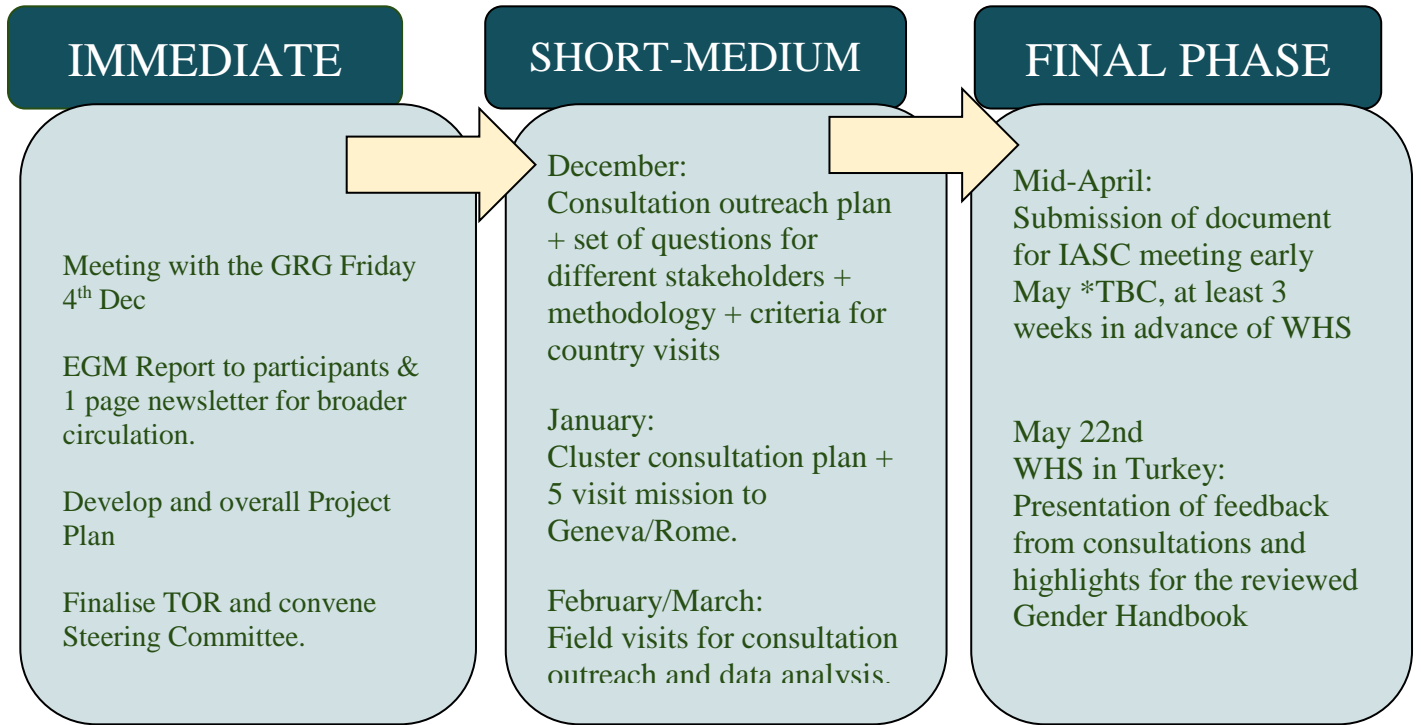 IMMEDIATE
Meeting with the GRG Friday
4th Dec
EGM Report to participants &
1 page newsletter for broader
circulation.
Develop and overall Project
Plan
Finalise TOR and convene
Steering Committee.
SHORT-MEDIUM
December:
Consultation outreach plan
+ set of questions for
different stakeholders +
methodology + criteria for
country visits
January:
Cluster consultation plan +
5 visit mission to
Geneva/Rome.
February/March:
Field visits for consultation
outreach and data analysis.
FINAL PHASE
Mid-April:
Submission of document
for IASC meeting early
May *TBC, at least 3
weeks in advance of WHS
May 22nd
WHS in Turkey:
Presentation of feedback
from consultations and
highlights for the reviewed
Gender Handbook